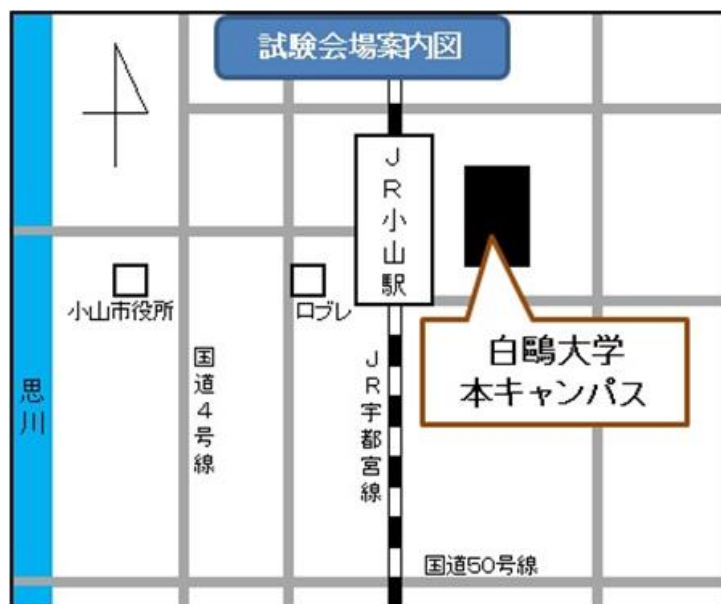 試験会場案内図
JR小山駅
小山市役所
ロブレ
白鷗大学
本キャンパス
思川
国道4号線
JR宇都宮線
国道50号線